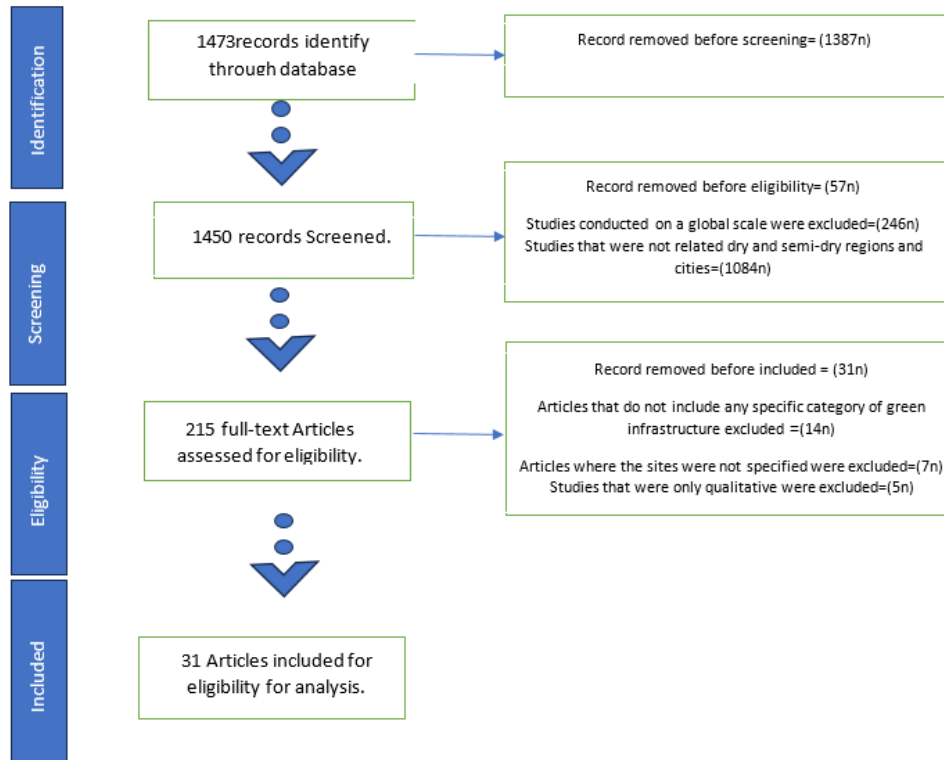 Identification
1473records identify
through database
Record removed before screening= (1387n)
Screening
1450 records Screened.
Record removed before eligibility= (57n)
Studies conducted on a global scale were excluded=(246n)
Studies that were not related dry and semi-dry regions and
cities=(1084n)
Eligibility
215 full-text Articles
assessed for eligibility.
Record removed before included = (31n)
Articles that do not include any specific category of green
infrastructure excluded =(14n)
Articles where the sites were not specified were excluded=(7n)
Studies that were only qualitative were excluded=(5n)
Included
31 Articles included for
eligibility for analysis.